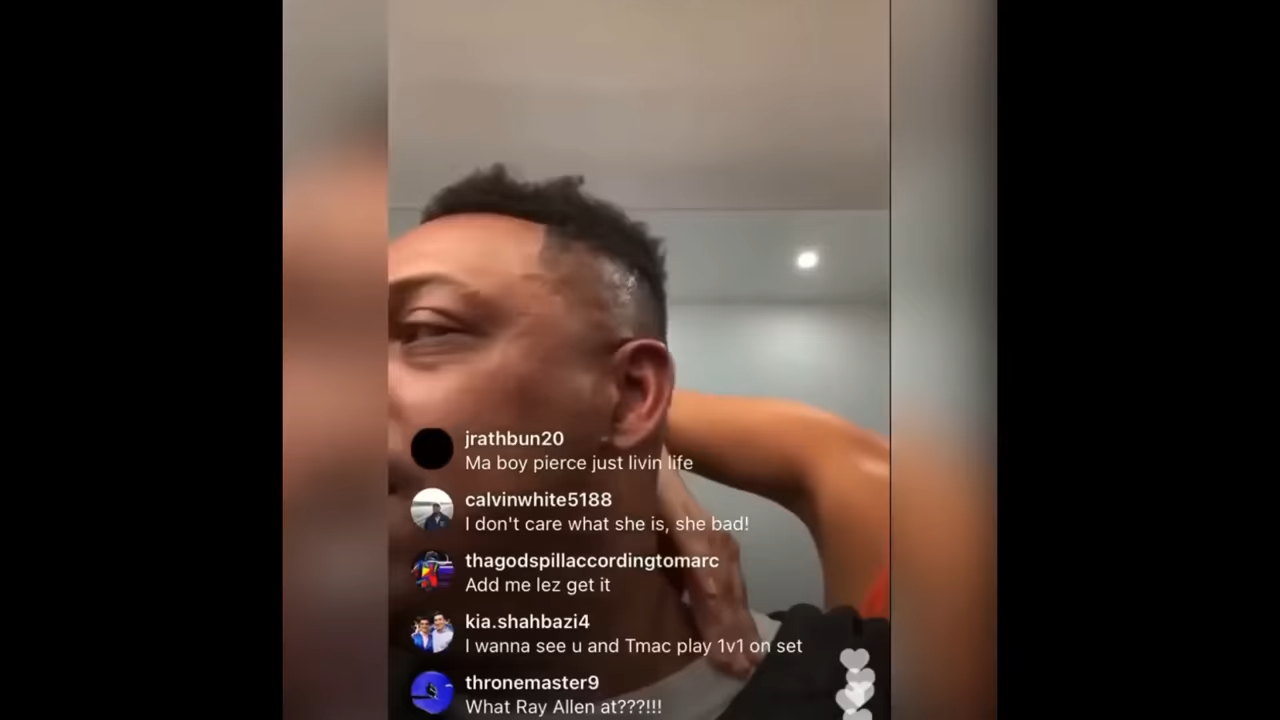 jrathbun20
Ma boy pierce just livin life
calvinwhite5188
I don't care what she is, she bad!
thagodspillaccordingtomarc
Add me lez get it
kia.shahbazi4
I wanna see u and Tmac play 1v1 on set
thronemaster9
What Ray Allen at???!!!